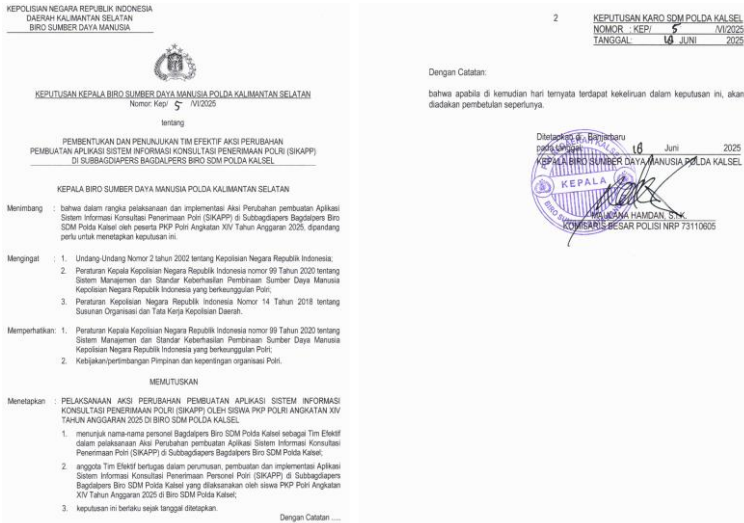 KEPOLISIAN NEGARA REPUBLIK INDONESIA
DAERAH KALIMANTAN SELATAN
BIRO SUMBER DAYA MANUSIA
KEPUTUSAN KEPALA BIRO SUMBER DAYA MANUSIA POLDA KALIMANTAN SELATAN
Nomor: Kep/ 5 /VI/2025
tentang
PEMBENTUKAN DAN PENUNJUKAN TIM EFEKTIF AKSI PERUBAHAN
PEMBUATAN APLIKASI SISTEM INFORMASI KONSULTASI PENERIMAAN POLRI (SIKAPP)
DI SUBBAGDIAPERS BAGDALPERS BIRO SDM POLDA KALSEL
KEPALA BIRO SUMBER DAYA MANUSIA POLDA KALIMANTAN SELATAN
Menimbang : bahwa dalam rangka pelaksanaan dan implementasi Aksi Perubahan pembuatan Aplikasi
Sistem Informasi Konsultasi Penerimaan Polri (SIKAPP) di Subbagdiapers Bagdalpers Biro
SDM Polda Kalsel oleh peserta PKP Polri Angkatan XIV Tahun Anggaran 2025, dipandang
perlu untuk menetapkan keputusan ini.
Mengingat : 1. Undang-Undang Nomor 2 tahun 2002 tentang Kepolisian Negara Republik Indonesia;
2. Peraturan Kepala Kepolisian Negara Republik Indonesia nomor 99 Tahun 2020 tentang
Sistem Manajemen dan Standar Keberhasilan Pembinaan Sumber Daya Manusia
Kepolisian Negara Republik Indonesia yang berkeunggulan Polri;
3. Peraturan Kepolisian Negara Republik Indonesia Nomor 14 Tahun 2018 tentang
Susunan Organisasi dan Tata Kerja Kepolisian Daerah.
Memperhatikan: 1. Peraturan Kepala Kepolisian Negara Republik Indonesia nomor 99 Tahun 2020 tentang
Sistem Manajemen dan Standar Keberhasilan Pembinaan Sumber Daya Manusia
Kepolisian Negara Republik Indonesia yang berkeunggulan Polri;
2. Kebijakan/pertimbangan Pimpinan dan kepentingan organisasi Polri.
MEMUTUSKAN
Menetapkan : PELAKSANAAN AKSI PERUBAHAN PEMBUATAN APLIKASI SISTEM INFORMASI
KONSULTASI PENERIMAAN POLRI (SIKAPP) OLEH SISWA PKP POLRI ANGKATAN XIV
TAHUN ANGGARAN 2025 DI BIRO SDM POLDA KALSEL
1. menunjuk nama-nama personel Bagdalpers Biro SDM Polda Kalsel sebagai Tim Efektif
dalam pelaksanaan Aksi Perubahan pembuatan Aplikasi Sistem Informasi Konsultasi
Penerimaan Polri (SIKAPP) di Subbagdiapers Bagdalpers Biro SDM Polda Kalsel;
2. anggota Tim Efektif bertugas dalam perumusan, pembuatan dan implementasi Aplikasi
Sistem Informasi Konsultasi Penerimaan Personel Polri (SIKAPP) di Subbagdiapers
Bagdalpers Biro SDM Polda Kalsel yang dilaksanakan oleh siswa PKP Polri Angkatan
XIV Tahun Anggaran 2025 di Biro SDM Polda Kalsel;
3. keputusan ini berlaku sejak tanggal ditetapkan.
Dengan Catatan .....
2 KEPUTUSAN KARO SDM POLDA KALSEL
NOMOR : KEP/ 5 /VI/2025
TANGGAL: 18 JUNI 2025
Dengan Catatan:
bahwa apabila di kemudian hari ternyata terdapat kekeliruan dalam keputusan ini, akan
diadakan pembetulan seperlunya.
Ditetapkan di : Banjarbaru
pada tanggal 18 Juni 2025
KEPALA BIRO SUMBER DAYA MANUSIA POLDA KALSEL
KEPALA
MAULANA HAMDAN, S.I.K.
KOMISARIS BESAR POLISI NRP 73110605